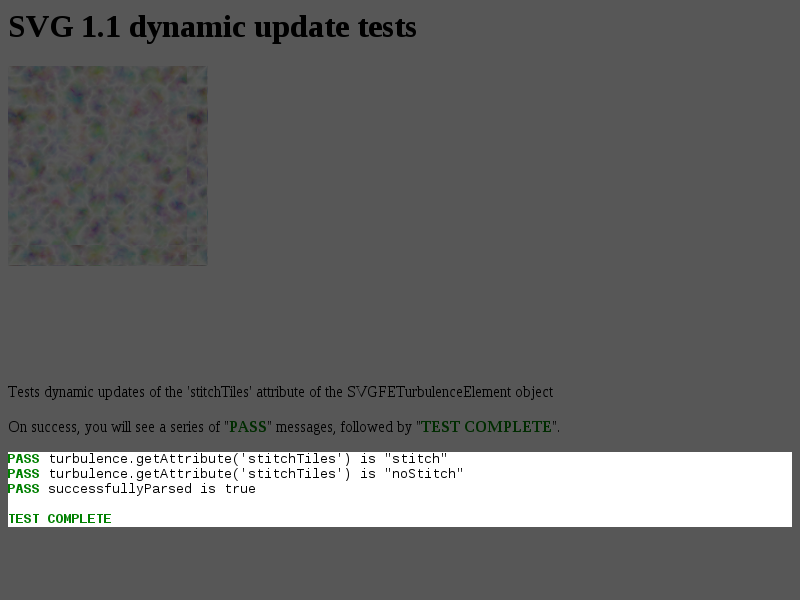 SVG 1.1 dynamic update tests
Tests dynamic updates of the 'stitchTiles' attribute of the SVGFETurbulenceElement object
On success, you will see a series of "PASS" messages, followed by "TEST COMPLETE".
PASS turbulence.getAttribute('stitchTiles') is "stitch"
PASS turbulence.getAttribute('stitchTiles') is "noStitch"
PASS successfullyParsed is true
TEST COMPLETE